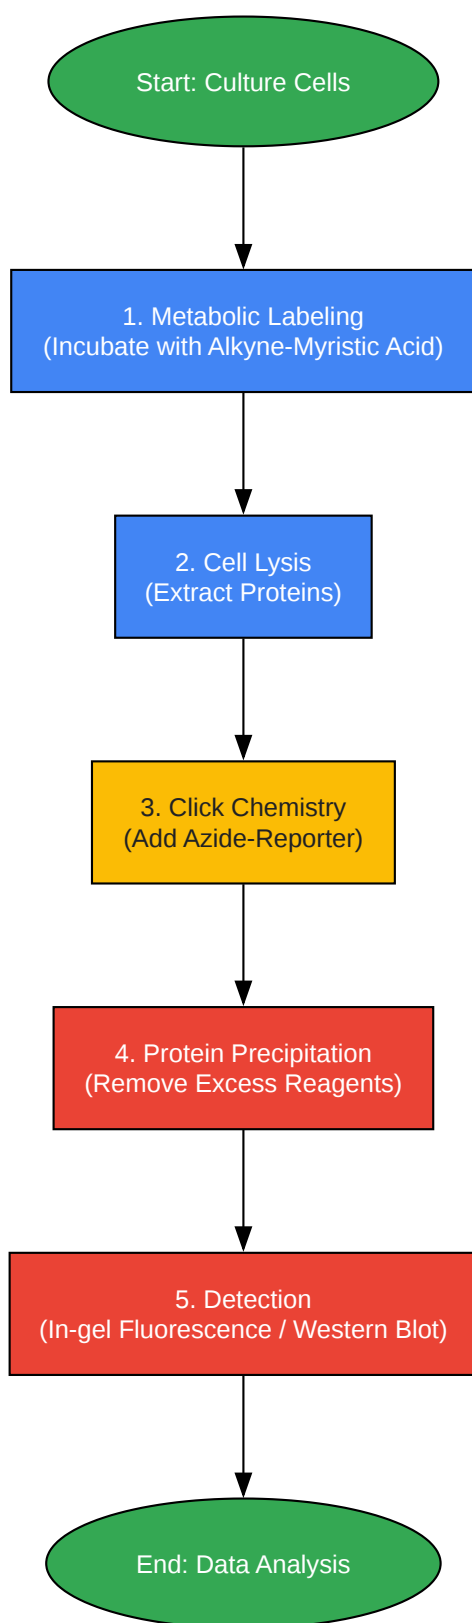 Start: Culture Cells
1. Metabolic Labeling
(Incubate with Alkyne-Myristic Acid)
2. Cell Lysis
(Extract Proteins)
3. Click Chemistry
(Add Azide-Reporter)
4. Protein Precipitation
(Remove Excess Reagents)
5. Detection
(In-gel Fluorescence / Western Blot)
End: Data Analysis